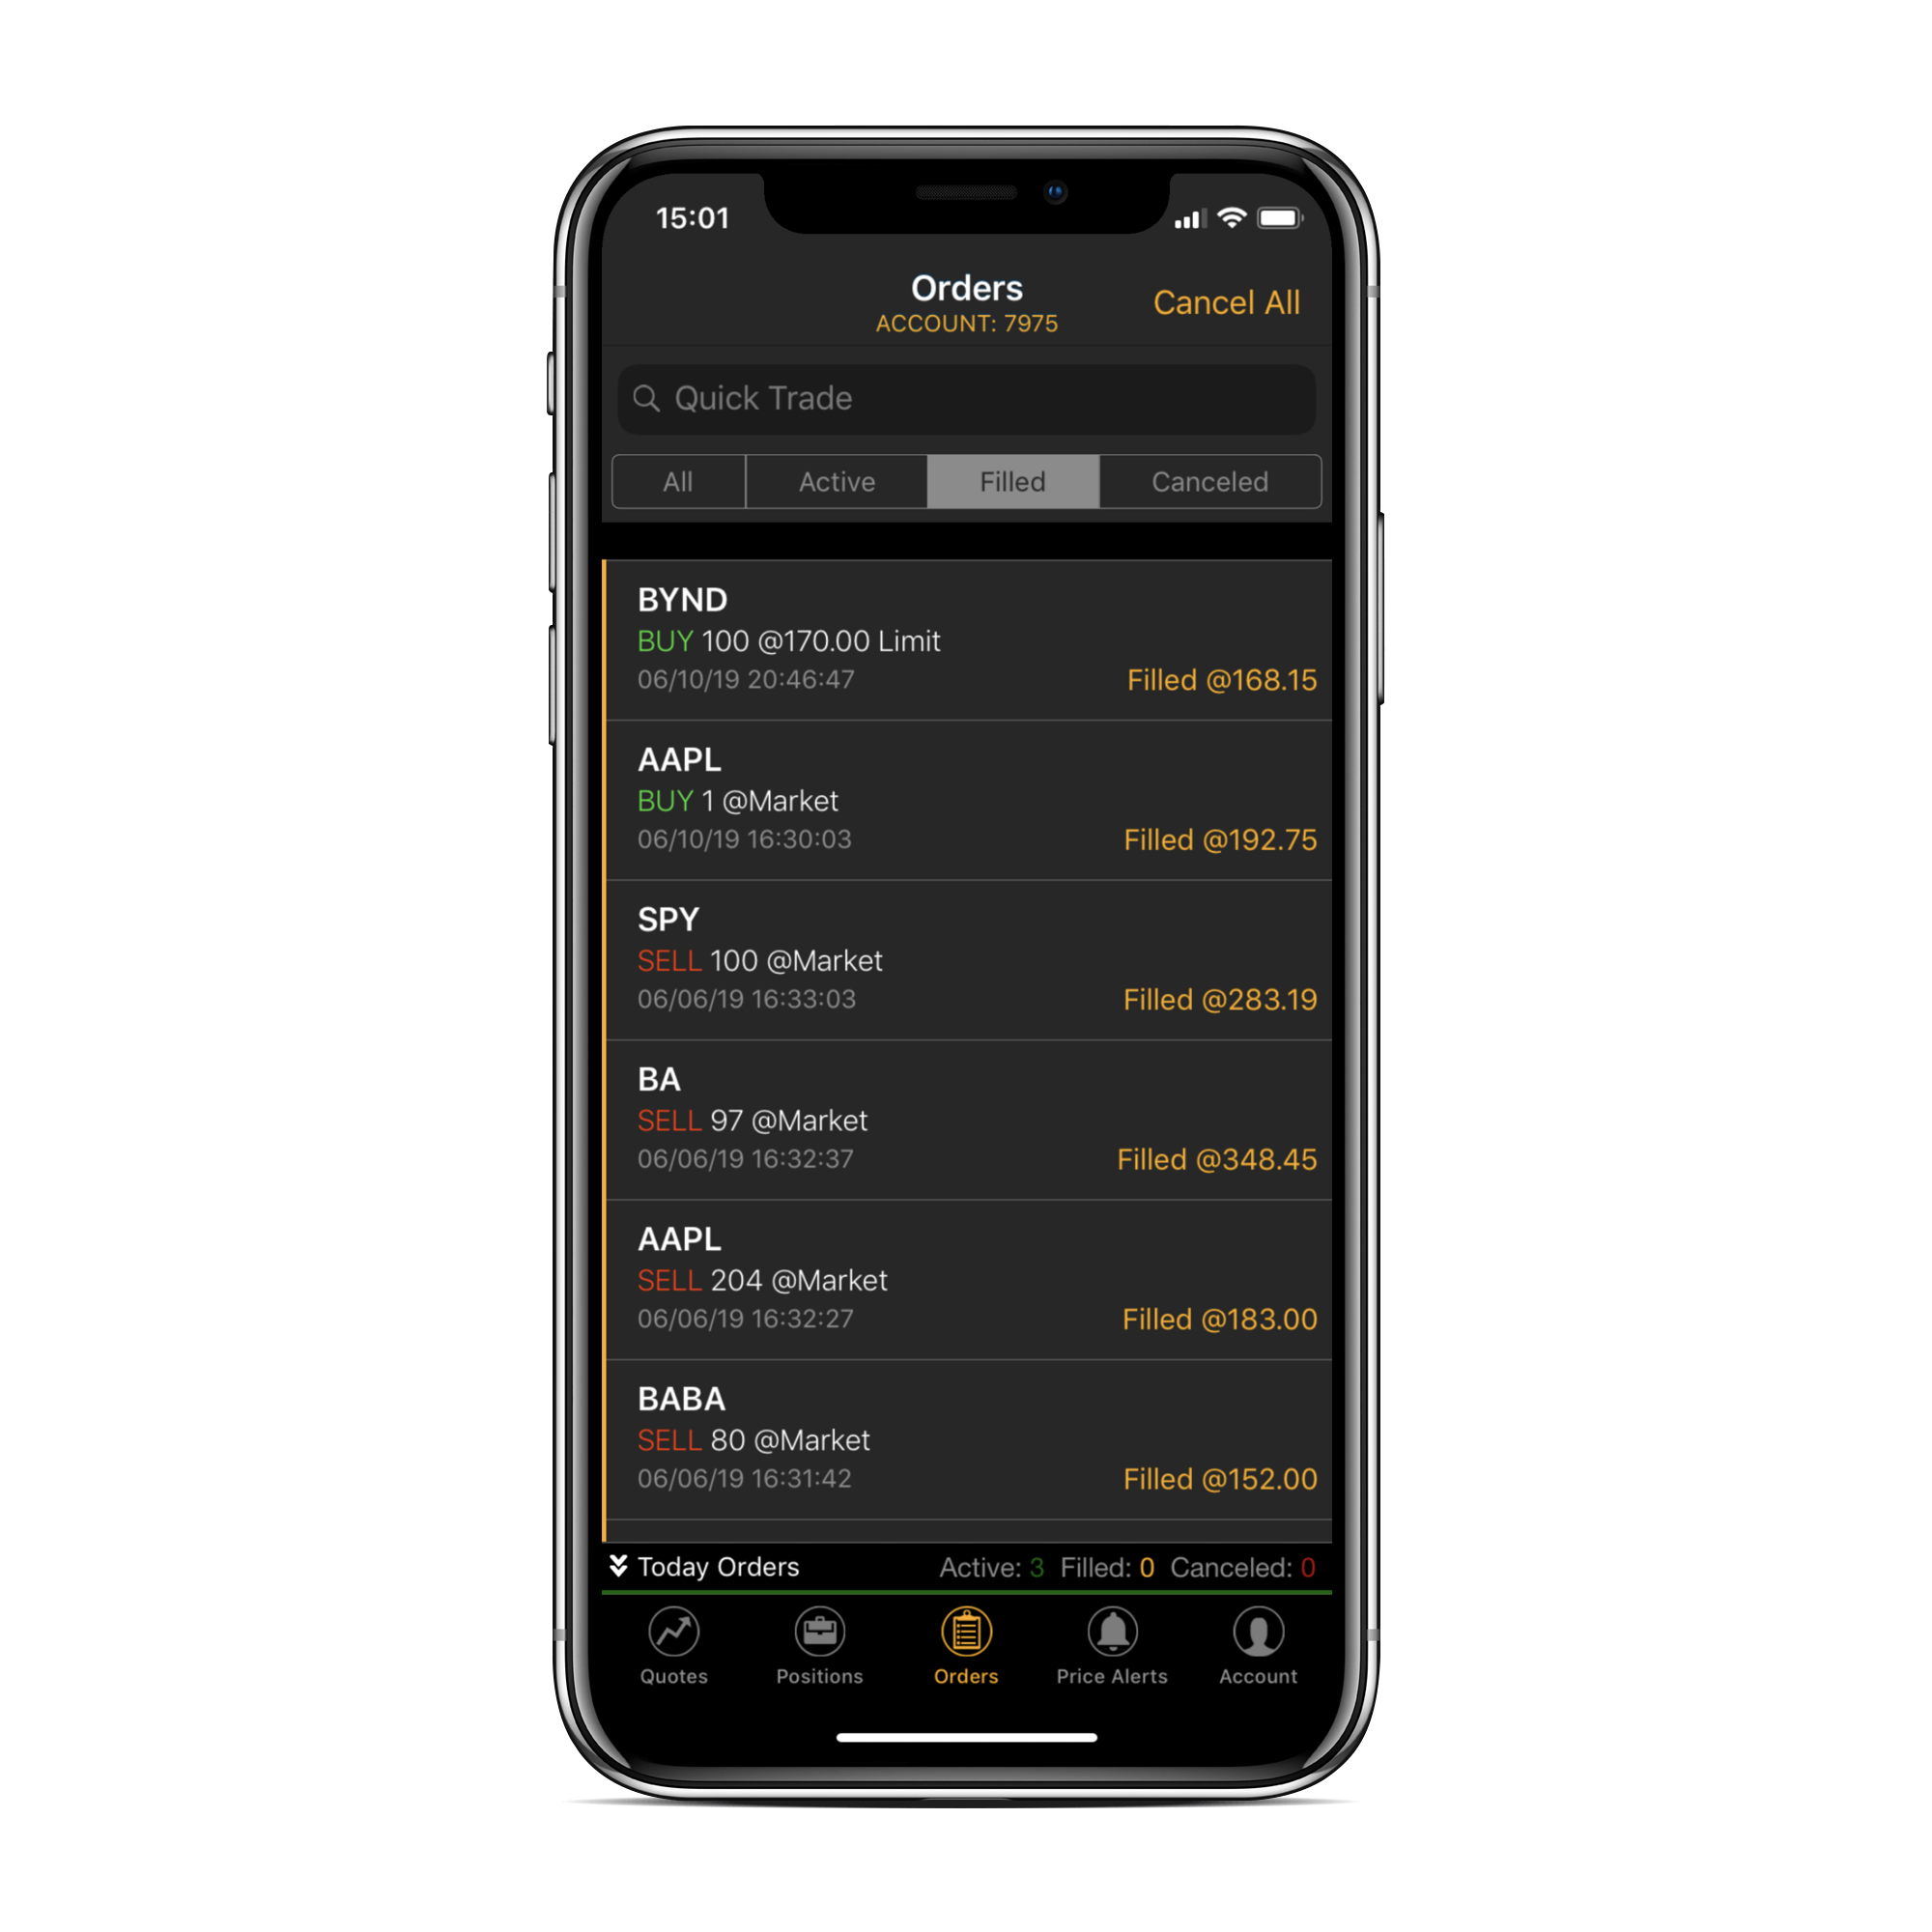 15:01
Orders
ACCOUNT: 7975
Cancel All
Quick Trade
All Active Filled Canceled
BYND
BUY 100 @170.00 Limit
06/10/19 20:46:47 Filled @168.15
AAPL
BUY 1 @Market
06/10/19 16:30:03 Filled @192.75
SPY
SELL 100 @Market
06/06/19 16:33:03 Filled @283.19
BA
SELL 97 @Market
06/06/19 16:32:37 Filled @348.45
AAPL
SELL 204 @Market
06/06/19 16:32:27 Filled @183.00
BABA
SELL 80 @Market
06/06/19 16:31:42 Filled @152.00
Today Orders Active: 3 Filled: 0 Canceled: 0
Quotes Positions Orders Price Alerts Account